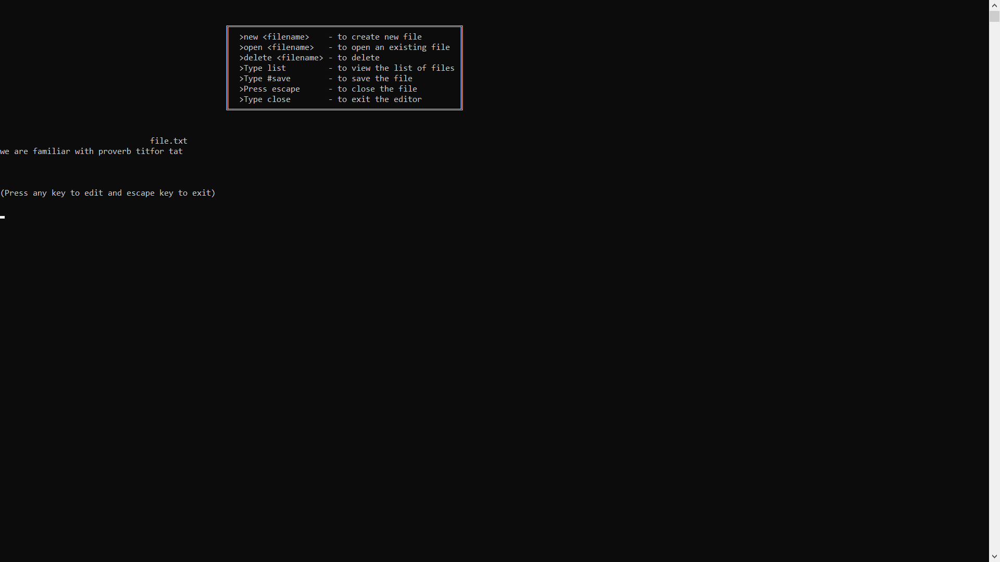 >new <filename>    - to create new file
>open <filename>   - to open an existing file
>delete <filename> - to delete
>Type list         - to view the list of files
>Type #save        - to save the file
>Press escape      - to close the file
>Type close        - to exit the editor
file.txt
we are familiar with proverb titfor tat
(Press any key to edit and escape key to exit)